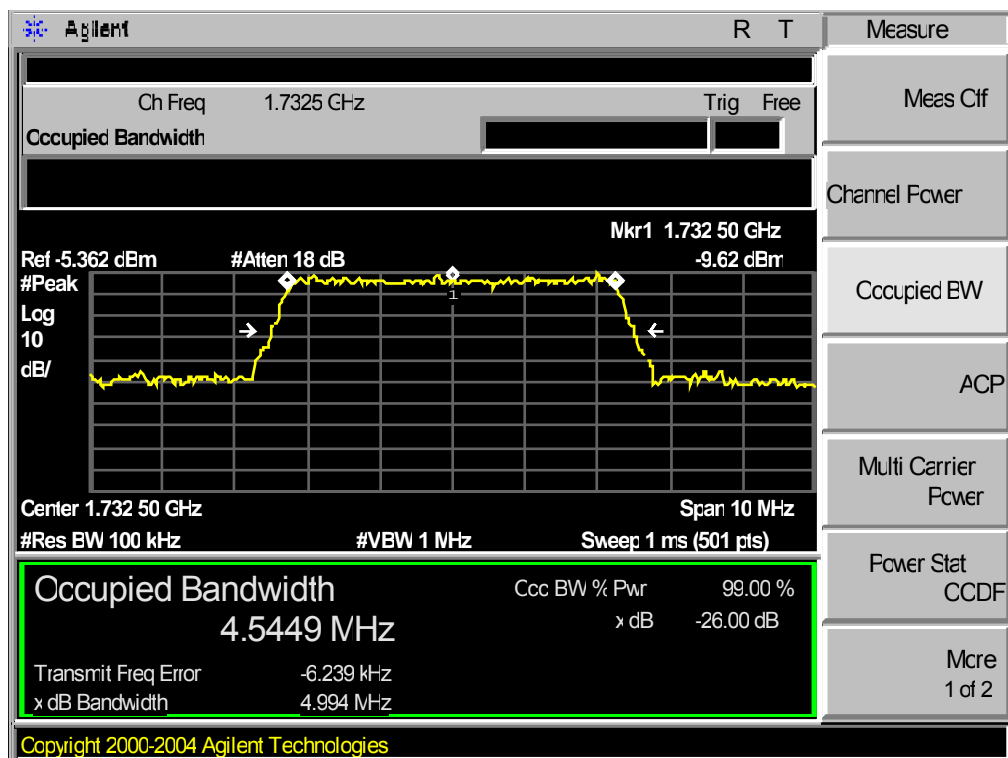 Agilent R T
Ch Freq 1.7325 GHz Trig Free
Occupied Bandwidth
Mkr1 1.732 50 GHz
Ref -5.362 dBm #Atten 18 dB -9.62 dBm
#Peak
Log
10
dB/
1
Center 1.732 50 GHz Span 10 MHz
#Res BW 100 kHz #VBW 1 MHz Sweep 1 ms (501 pts)
Occupied Bandwidth
4.5449 MHz
Occ BW % Pwr 99.00 %
x dB -26.00 dB
Transmit Freq Error -6.239 kHz
x dB Bandwidth 4.994 MHz
Copyright 2000-2004 Agilent Technologies
Measure
Meas Off
Channel Power
Occupied BW
ACP
Multi Carrier
Power
Power Stat
CCDF
More
1 of 2